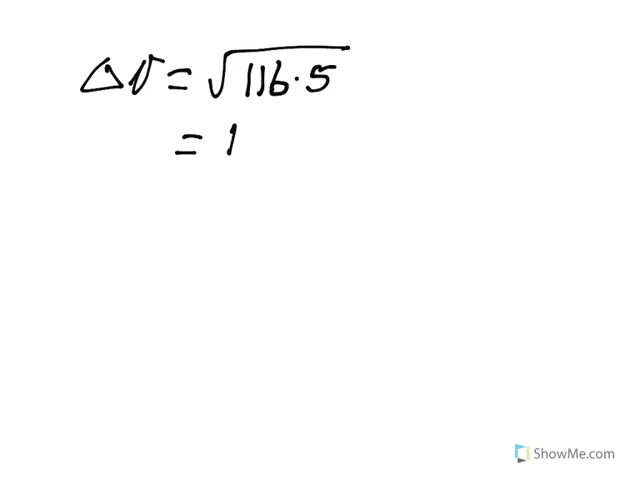 Δv = √116.5
= 1
ShowMe.com